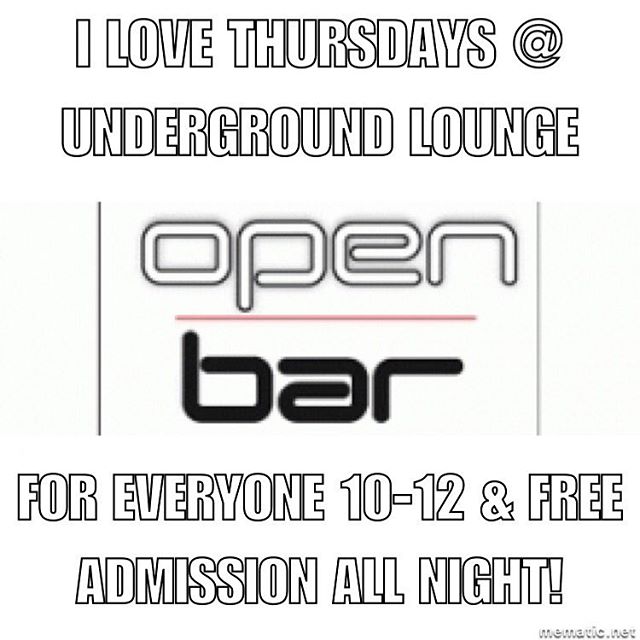 I LOVE THURSDAYS @
UNDERGROUND LOUNGE
open
bar
FOR EVERYONE 10-12 & FREE
ADMISSION ALL NIGHT!
mematic.net